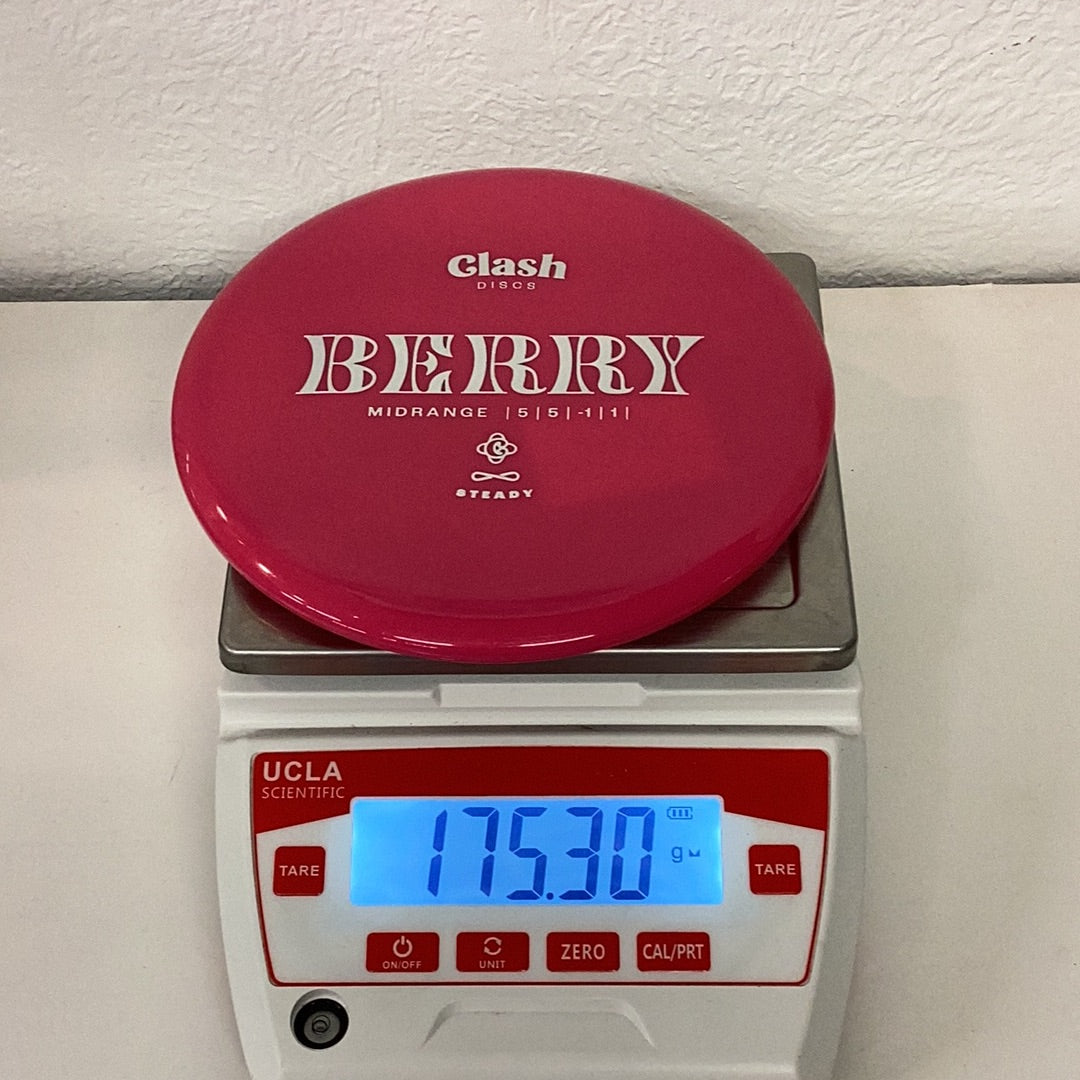 Clash
DISCS
BERRY
MIDRANGE | 5 | 5 | -1 | 1 |
STEADY
UCLA
SCIENTIFIC
175.30
g
TARE
TARE
ON/OFF
UNIT
ZERO
CAL/PRT